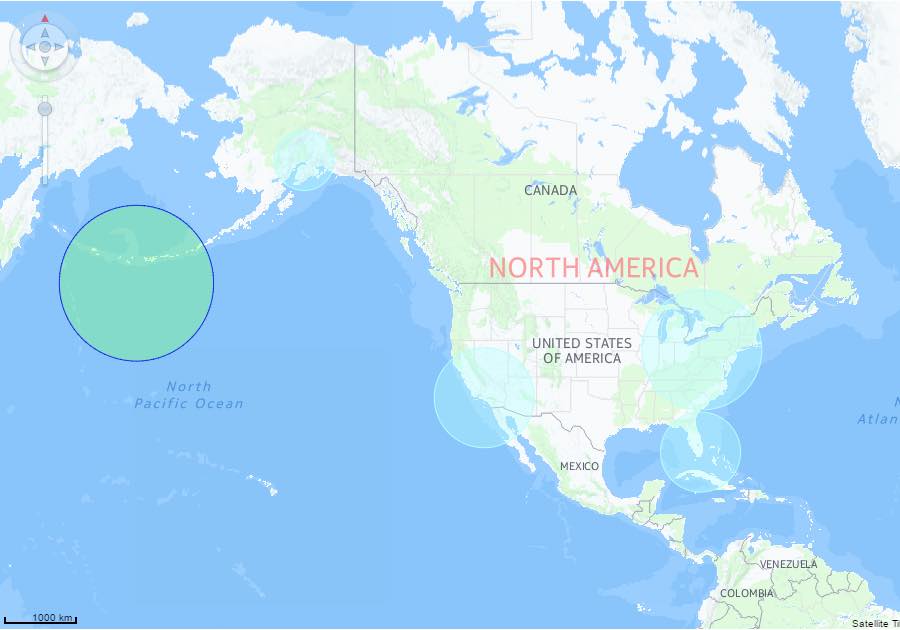 CANADA
NORTH AMERICA
UNITED STATES
OF AMERICA
North
Pacific Ocean
N
Atlan
MEXICO
VENEZUELA
COLOMBIA
1000 km
Satellite Ti